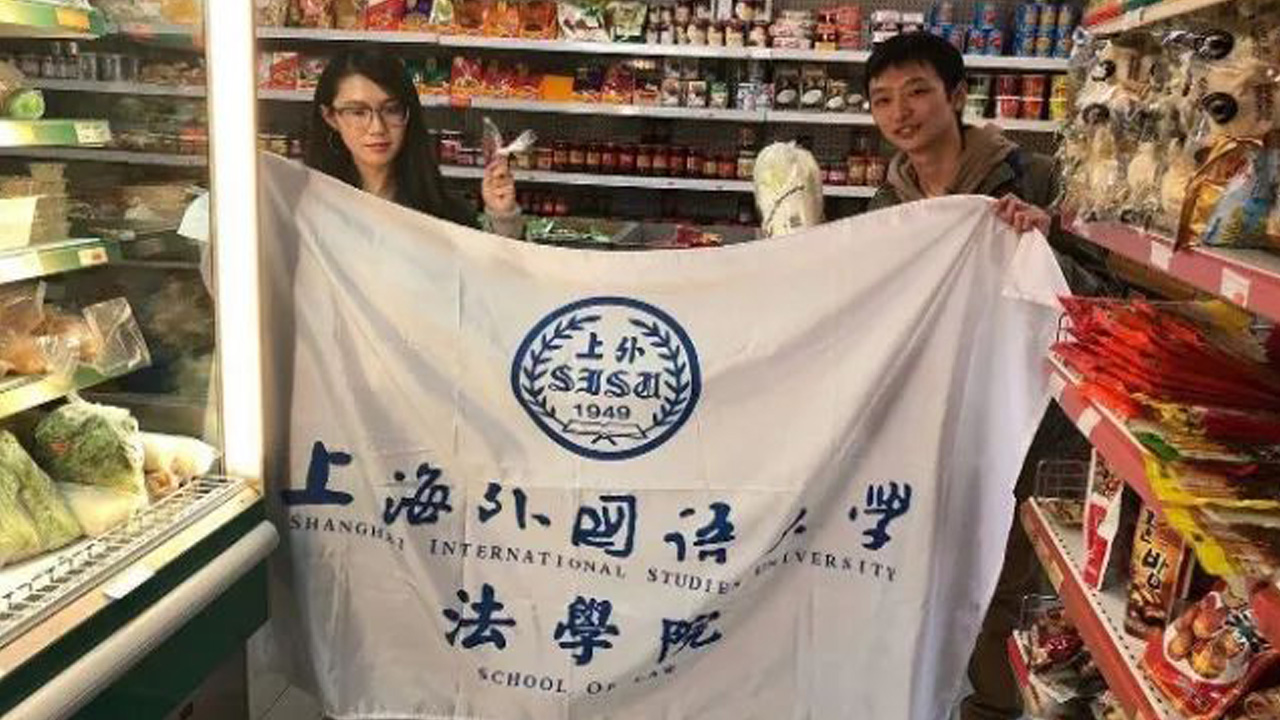 上外
SISU
1949
上海外国语大学
SHANGHAI INTERNATIONAL STUDIES UNIVERSITY
法學院
SCHOOL OF LAW